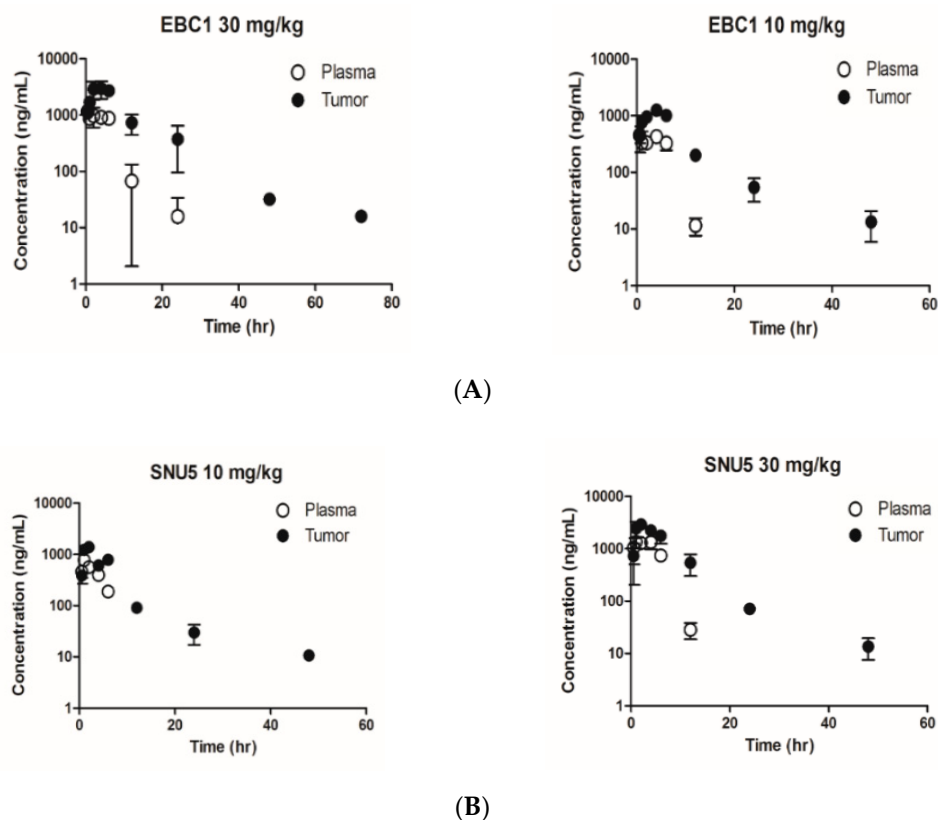 EBC1 30 mg/kg
Concentration (ng/mL)
10000
1000
100
10
1
Plasma
Tumor
0 20 40 60 80
Time (hr)
EBC1 10 mg/kg
Concentration (ng/mL)
10000
1000
100
10
1
Plasma
Tumor
0 20 40 60
Time (hr)
(A)
SNU5 10 mg/kg
Concentration (ng/mL)
10000
1000
100
10
1
Plasma
Tumor
0 20 40 60
Time (hr)
SNU5 30 mg/kg
Concentration (ng/mL)
10000
1000
100
10
1
Plasma
Tumor
0 20 40 60
Time (hr)
(B)